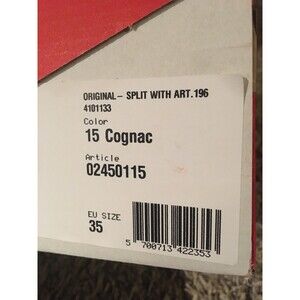 ORIGINAL- SPLIT WITH ART.196
4101133
Color
15 Cognac
Article
02450115
EU SIZE
35
5 700713 422353